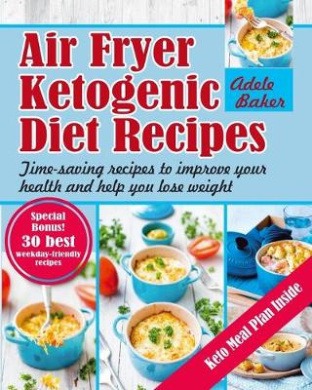 Air Fryer
Ketogenic
Diet Recipes
Adele
Baker
Time-saving recipes to improve your
health and help you lose weight
Special
Bonus!
30 best
weekday-friendly
recipes
Keto Meal Plan Inside